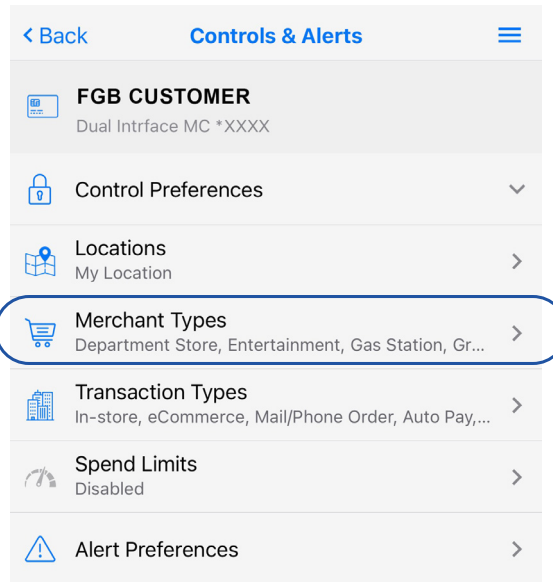 Back
Controls & Alerts
FGB CUSTOMER
Dual Intrface MC *XXXX
Control Preferences
Locations
My Location
Merchant Types
Department Store, Entertainment, Gas Station, Gr...
Transaction Types
In-store, eCommerce, Mail/Phone Order, Auto Pay,...
Spend Limits
Disabled
Alert Preferences